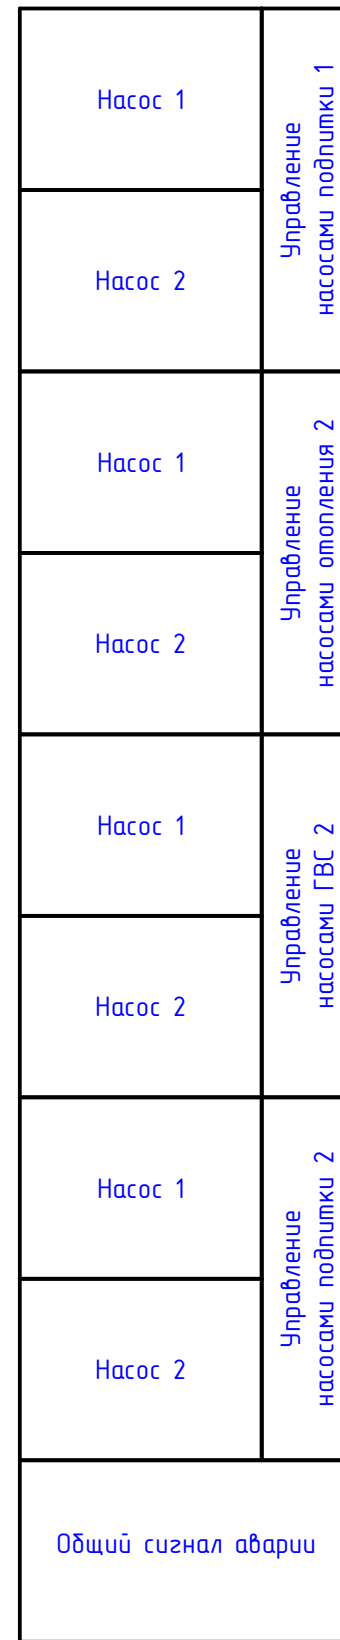 Насос 1
Насос 2
Управление
насосами подпитки 1
Насос 1
Насос 2
Управление
насосами отопления 2
Насос 1
Насос 2
Управление
насосами ГВС 2
Насос 1
Насос 2
Управление
насосами подпитки 2
Общий сигнал аварии